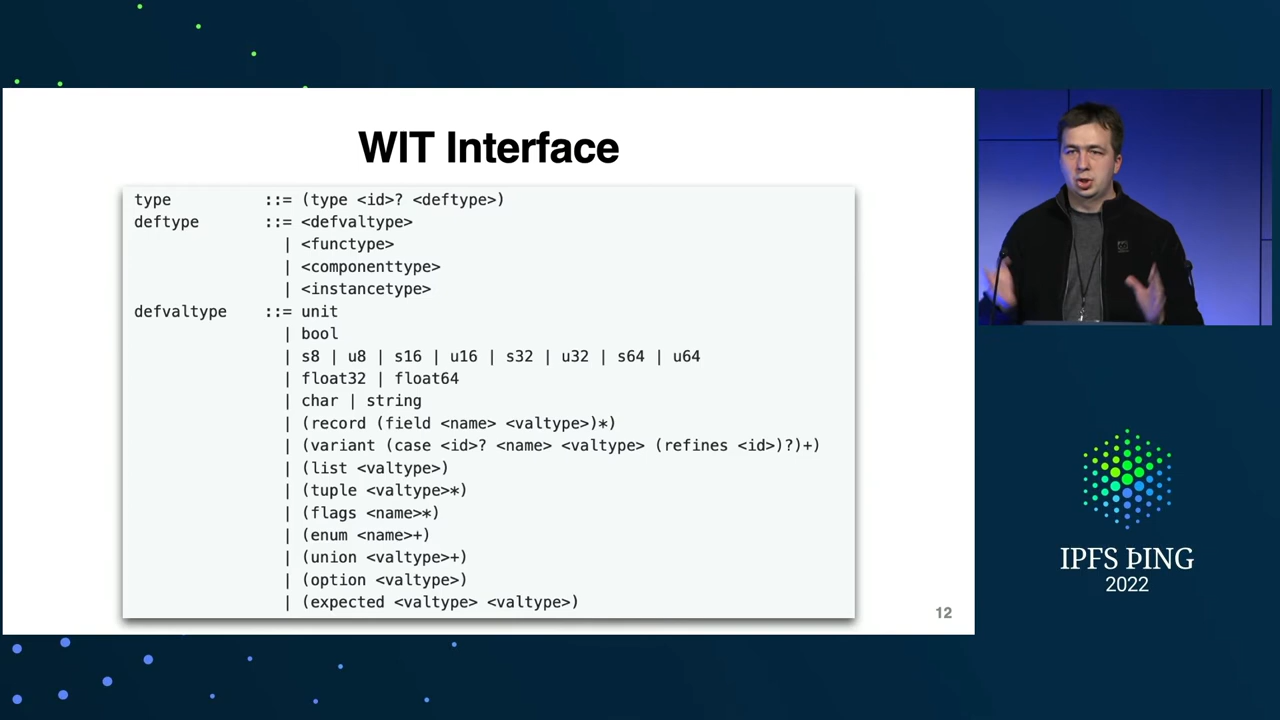 WIT Interface
type ::= (type <id>? <deftype>)
deftype ::= <defvaltype>
| <functype>
| <componenttype>
| <instancetype>
defvaltype ::= unit
| bool
| s8 | u8 | s16 | u16 | s32 | u32 | s64 | u64
| float32 | float64
| char | string
| (record (field <name> <valtype>)*)
| (variant (case <id>? <name> <valtype> (refines <id>)?)+)
| (list <valtype>)
| (tuple <valtype>*)
| (flags <name>*)
| (enum <name>+)
| (union <valtype>+)
| (option <valtype>)
| (expected <valtype> <valtype>)
12
IPFS ÞING
2022